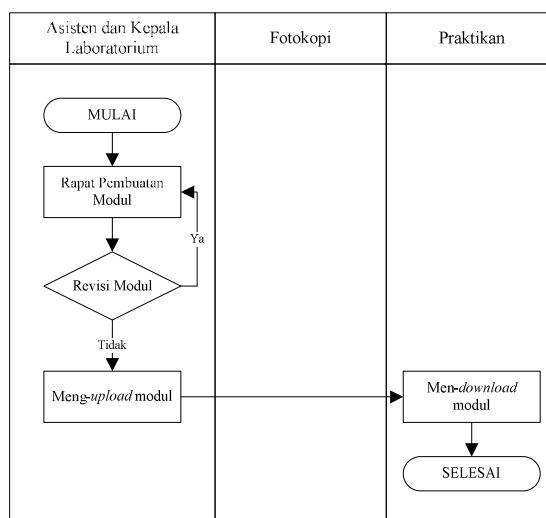 Asisten dan Kepala
Laboratorium
Fotokopi
Praktikan
MULAI
Rapat Pembuatan
Modul
Ya
Revisi Modul
Tidak
Meng-upload modul
Men-download
modul
SELESAI